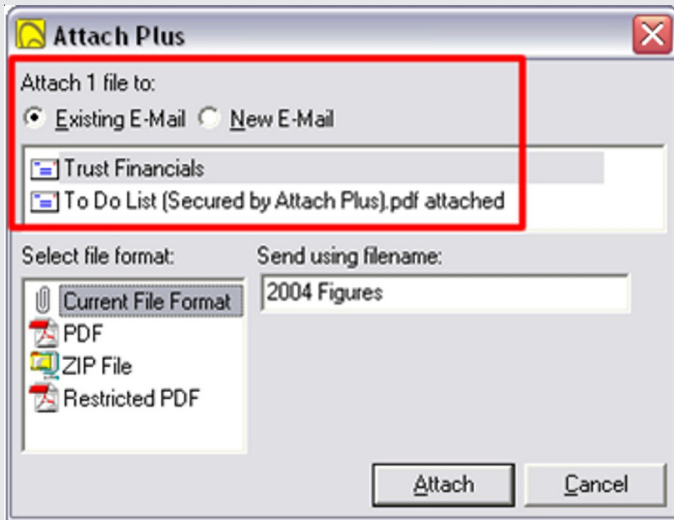 Attach Plus
Attach 1 file to:
Existing E-Mail New E-Mail
Trust Financials
To Do List (Secured by Attach Plus).pdf attached
Select file format: Send using filename:
Current File Format 2004 Figures
PDF
ZIP File
Restricted PDF
Attach Cancel